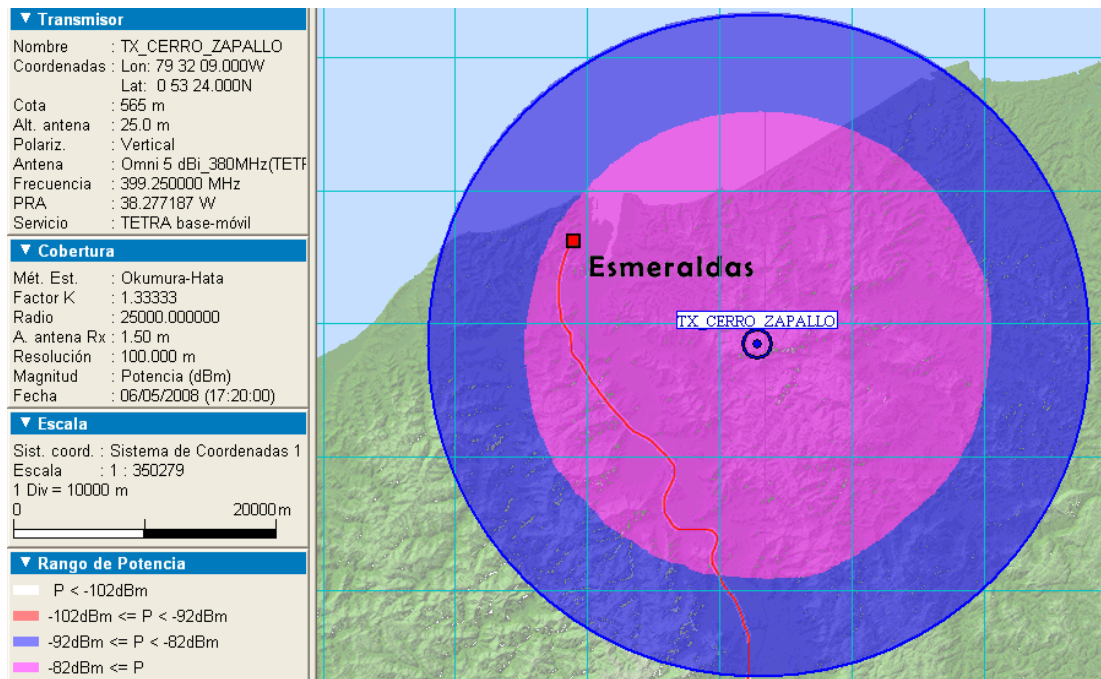 ▼ Transmisor
Nombre : TX_CERRO_ZAPALLO
Coordenadas : Lon: 79 32 09.000W
Lat: 0 53 24.000N
Cota : 565 m
Alt. antena : 25.0 m
Polariz. : Vertical
Antena : Omni 5 dBi_380MHz(TETF
Frecuencia : 399.250000 MHz
PRA : 38.277187 W
Servicio : TETRA base-móvil
▼ Cobertura
Mét. Est. : Okumura-Hata
Factor K : 1.33333
Radio : 25000.000000
A. antena Rx : 1.50 m
Resolución : 100.000 m
Magnitud : Potencia (dBm)
Fecha : 06/05/2008 (17:20:00)
▼ Escala
Sist. coord. : Sistema de Coordenadas 1
Escala : 1 : 350279
1 Div = 10000 m
0 20000 m
▼ Rango de Potencia
P < -102dBm
-102dBm <= P < -92dBm
-92dBm <= P < -82dBm
-82dBm <= P
Esmeraldas
TX_CERRO_ZAPALLO